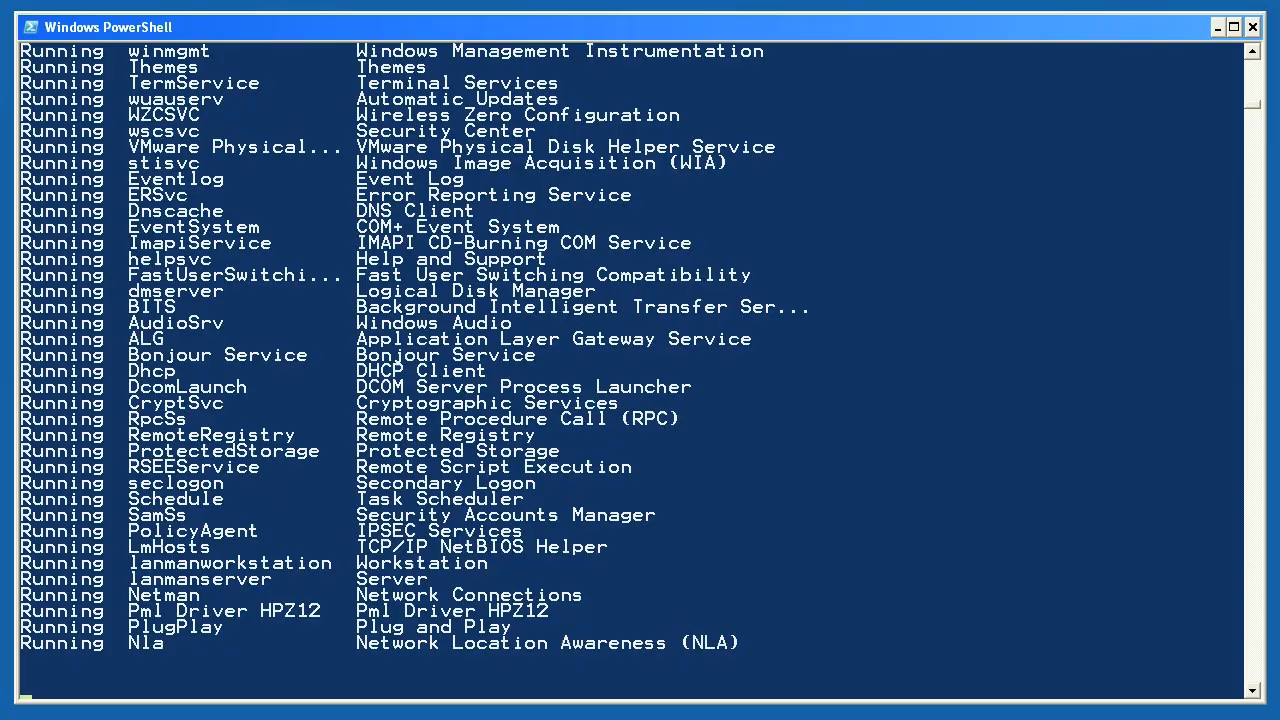 Windows PowerShell
Running winmgmt Windows Management Instrumentation
Running Themes Themes
Running TermService Terminal Services
Running wuauserv Automatic Updates
Running WZCSVC Wireless Zero Configuration
Running wscsvc Security Center
Running VMware Physical... VMware Physical Disk Helper Service
Running stisvc Windows Image Acquisition (WIA)
Running Eventlog Event Log
Running ERSvc Error Reporting Service
Running Dnscache DNS Client
Running EventSystem COM+ Event System
Running ImapiService IMAPI CD-Burning COM Service
Running helpsvc Help and Support
Running FastUserSwitchi... Fast User Switching Compatibility
Running dmserver Logical Disk Manager
Running BITS Background Intelligent Transfer Ser...
Running AudioSrv Windows Audio
Running ALG Application Layer Gateway Service
Running Bonjour Service Bonjour Service
Running Dhcp DHCP Client
Running DcomLaunch DCOM Server Process Launcher
Running CryptSvc Cryptographic Services
Running RpcSs Remote Procedure Call (RPC)
Running RemoteRegistry Remote Registry
Running ProtectedStorage Protected Storage
Running RSEEService Remote Script Execution
Running seclogon Secondary Logon
Running Schedule Task Scheduler
Running SamSs Security Accounts Manager
Running PolicyAgent IPSEC Services
Running LmHosts TCP/IP NetBIOS Helper
Running lanmanworkstation Workstation
Running lanmanserver Server
Running Netman Network Connections
Running Pml Driver HPZ12 Pml Driver HPZ12
Running PlugPlay Plug and Play
Running Nla Network Location Awareness (NLA)